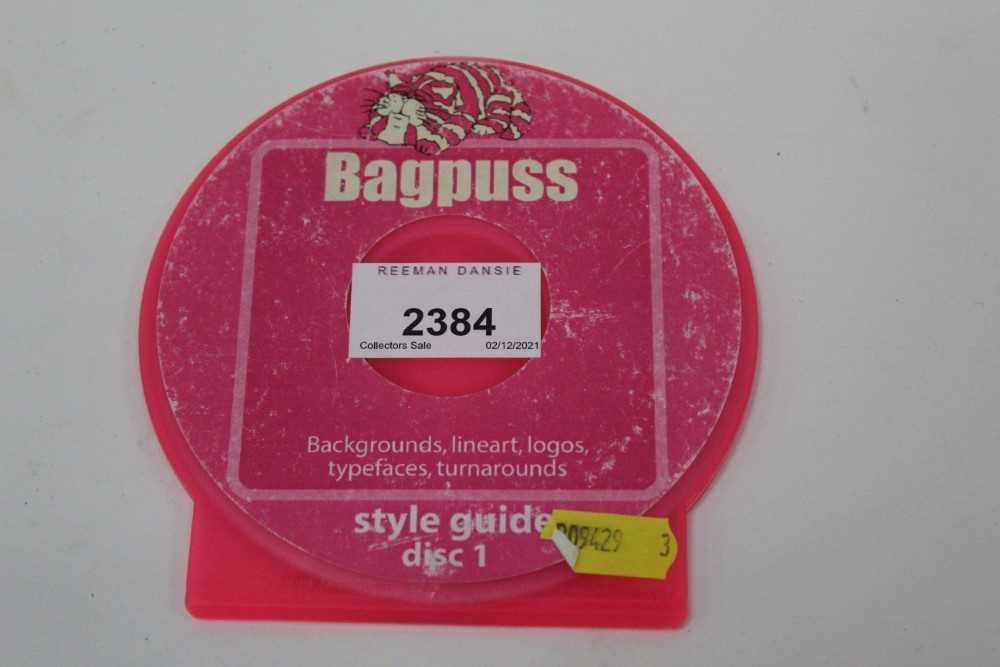 Bagpuss
REEMAN DANSIE
2384
Collectors Sale 02/12/2021
Backgrounds, lineart, logos,
typefaces, turnarounds
style guide
disc 1
209429 3